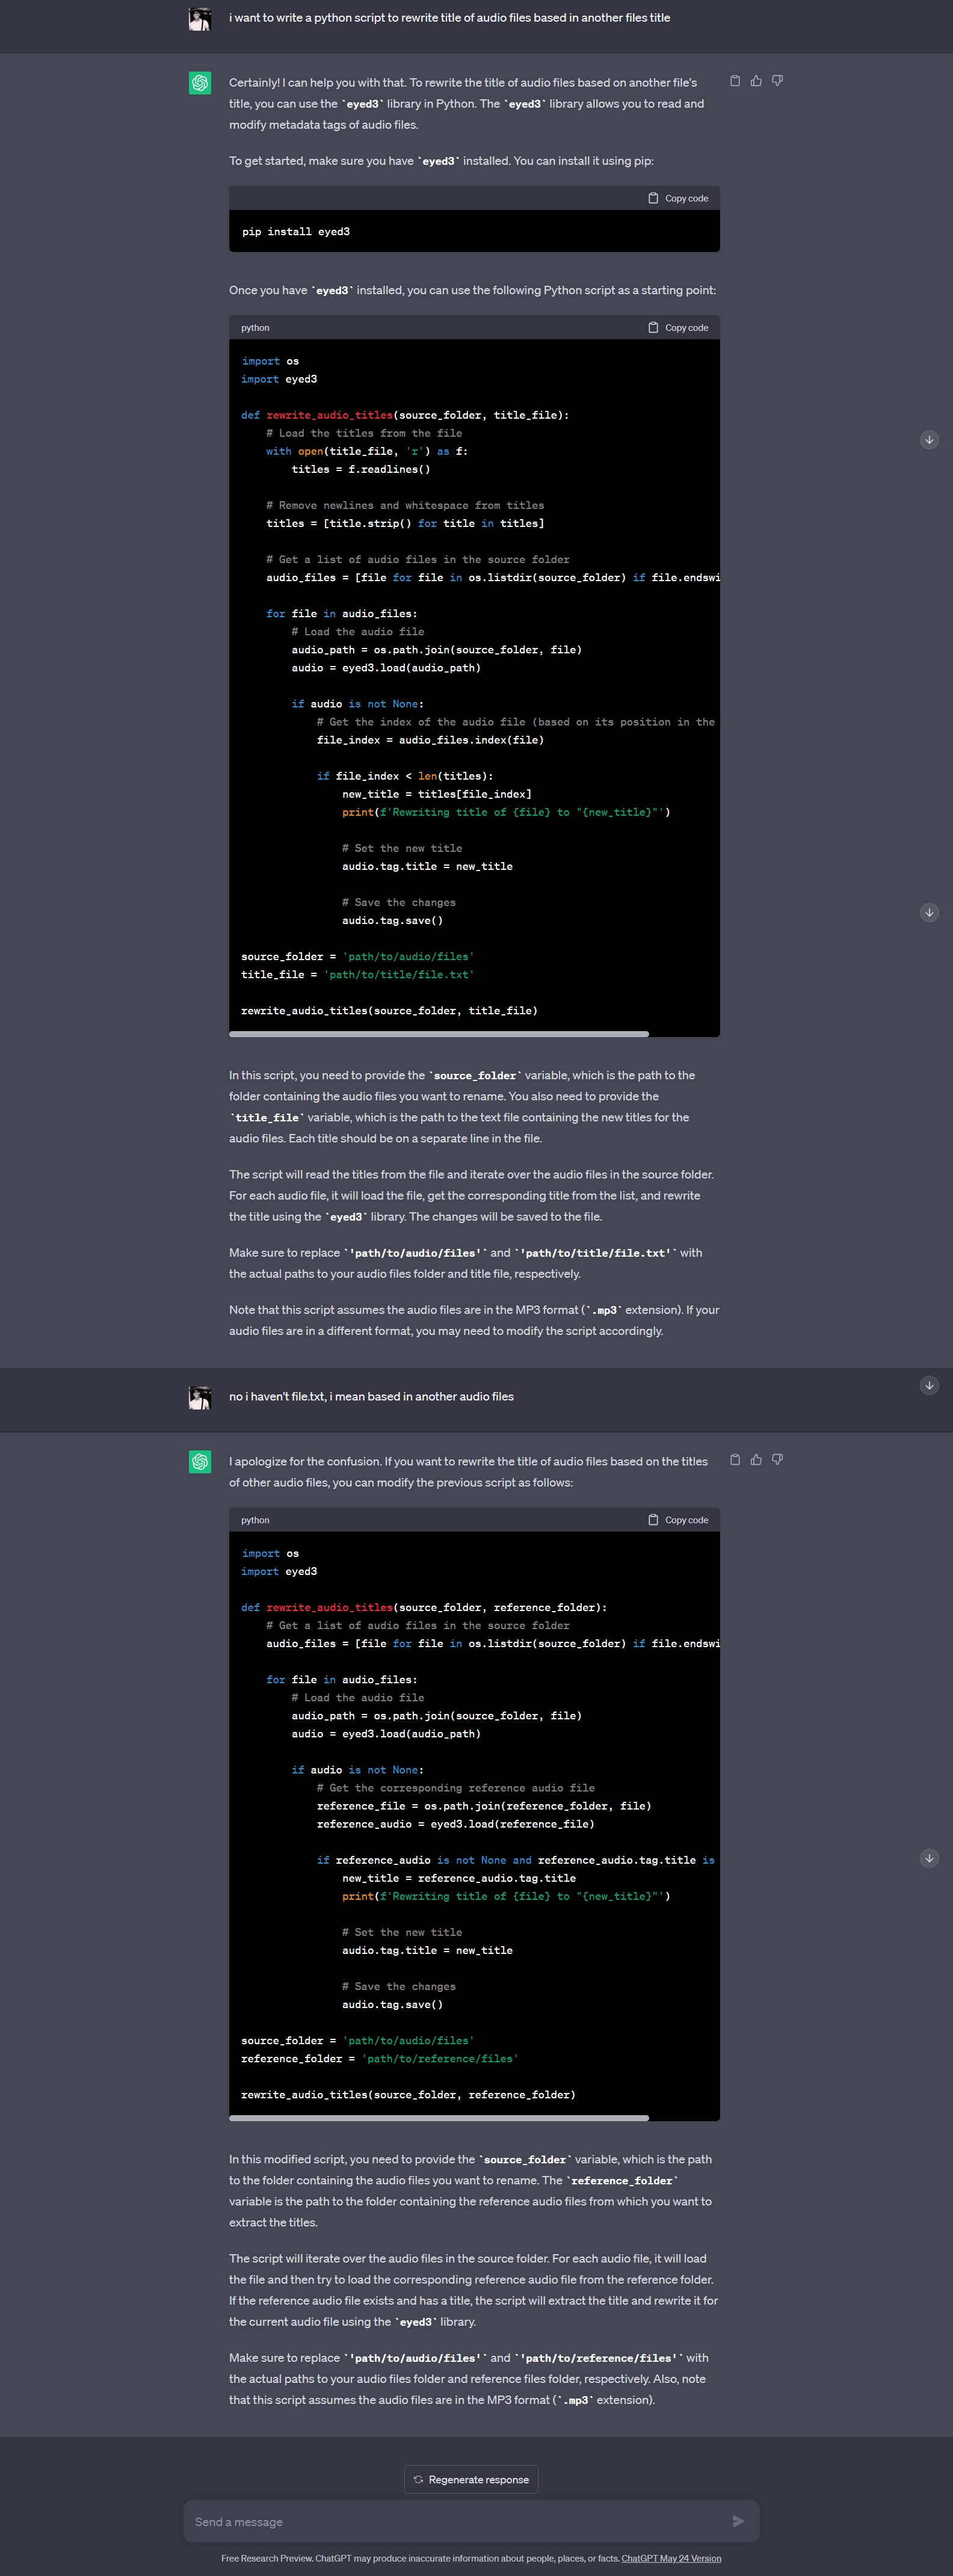 i want to write a python script to rewrite title of audio files based in another files title
Certainly! I can help you with that. To rewrite the title of audio files based on another file's
title, you can use the `eyed3` library in Python. The `eyed3` library allows you to read and
modify metadata tags of audio files.
To get started, make sure you have `eyed3` installed. You can install it using pip:
Copy code
pip install eyed3
Once you have `eyed3` installed, you can use the following Python script as a starting point:
python Copy code
import os
import eyed3
def rewrite_audio_titles(source_folder, title_file):
# Load the titles from the file
with open(title_file, 'r') as f:
titles = f.readlines()
# Remove newlines and whitespace from titles
titles = [title.strip() for title in titles]
# Get a list of audio files in the source folder
audio_files = [file for file in os.listdir(source_folder) if file.endswi
for file in audio_files:
# Load the audio file
audio_path = os.path.join(source_folder, file)
audio = eyed3.load(audio_path)
if audio is not None:
# Get the index of the audio file (based on its position in the
file_index = audio_files.index(file)
if file_index < len(titles):
new_title = titles[file_index]
print(f'Rewriting title of {file} to "{new_title}"')
# Set the new title
audio.tag.title = new_title
# Save the changes
audio.tag.save()
source_folder = 'path/to/audio/files'
title_file = 'path/to/title/file.txt'
rewrite_audio_titles(source_folder, title_file)
In this script, you need to provide the `source_folder` variable, which is the path to the
folder containing the audio files you want to rename. You also need to provide the
`title_file` variable, which is the path to the text file containing the new titles for the
audio files. Each title should be on a separate line in the file.
The script will read the titles from the file and iterate over the audio files in the source folder.
For each audio file, it will load the file, get the corresponding title from the list, and rewrite
the title using the `eyed3` library. The changes will be saved to the file.
Make sure to replace `'path/to/audio/files'` and `'path/to/title/file.txt'` with
the actual paths to your audio files folder and title file, respectively.
Note that this script assumes the audio files are in the MP3 format (`.mp3` extension). If your
audio files are in a different format, you may need to modify the script accordingly.
no i haven't file.txt, i mean based in another audio files
I apologize for the confusion. If you want to rewrite the title of audio files based on the titles
of other audio files, you can modify the previous script as follows:
python Copy code
import os
import eyed3
def rewrite_audio_titles(source_folder, reference_folder):
# Get a list of audio files in the source folder
audio_files = [file for file in os.listdir(source_folder) if file.endswi
for file in audio_files:
# Load the audio file
audio_path = os.path.join(source_folder, file)
audio = eyed3.load(audio_path)
if audio is not None:
# Get the corresponding reference audio file
reference_file = os.path.join(reference_folder, file)
reference_audio = eyed3.load(reference_file)
if reference_audio is not None and reference_audio.tag.title is
new_title = reference_audio.tag.title
print(f'Rewriting title of {file} to "{new_title}"')
# Set the new title
audio.tag.title = new_title
# Save the changes
audio.tag.save()
source_folder = 'path/to/audio/files'
reference_folder = 'path/to/reference/files'
rewrite_audio_titles(source_folder, reference_folder)
In this modified script, you need to provide the `source_folder` variable, which is the path
to the folder containing the audio files you want to rename. The `reference_folder`
variable is the path to the folder containing the reference audio files from which you want to
extract the titles.
The script will iterate over the audio files in the source folder. For each audio file, it will load
the file and then try to load the corresponding reference audio file from the reference folder.
If the reference audio file exists and has a title, the script will extract the title and rewrite it for
the current audio file using the `eyed3` library.
Make sure to replace `'path/to/audio/files'` and `'path/to/reference/files'` with
the actual paths to your audio files folder and reference files folder, respectively. Also, note
that this script assumes the audio files are in the MP3 format (`.mp3` extension).
Regenerate response
Send a message
Free Research Preview. ChatGPT may produce inaccurate information about people, places, or facts. ChatGPT May 24 Version